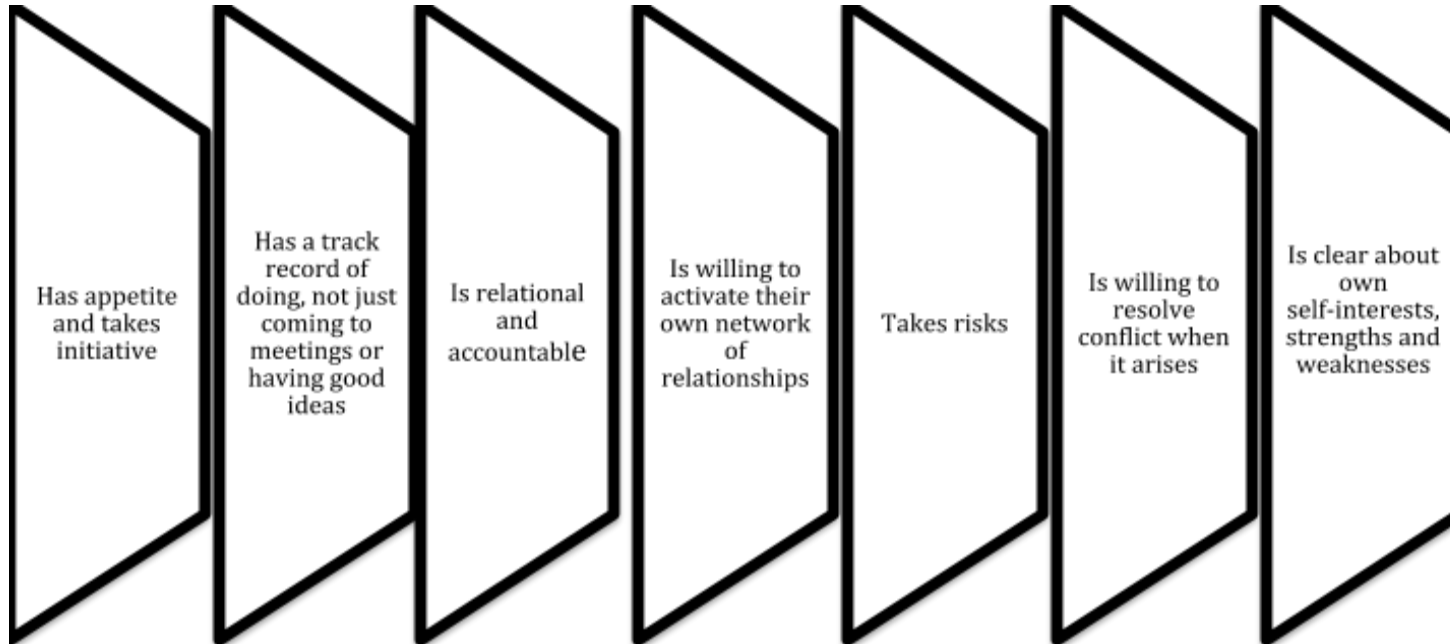 Has appetite
and takes
initiative
Has a track
record of
doing, not just
coming to
meetings or
having good
ideas
Is relational
and
accountable
Is willing to
activate their
own network
of
relationships
Takes risks
Is willing to
resolve
conflict when
it arises
Is clear about
own
self-interests,
strengths and
weaknesses